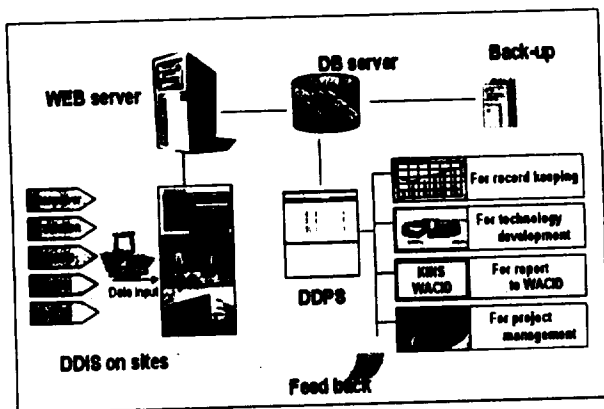 WEB server
DB server
Back-up
Data input
DDIS on sites
DDPS
For record keeping
For technology
development
KINS
WACID
For report
to WACID
For project
management
Feed back